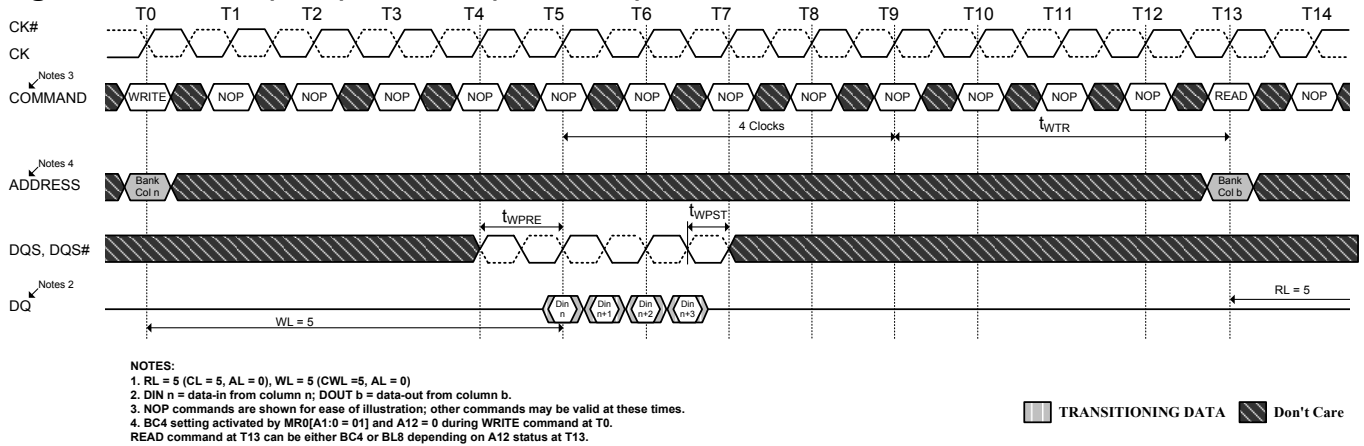 T0 T1 T2 T3 T4 T5 T6 T7 T8 T9 T10 T11 T12 T13 T14
CK#
CK
Notes 3
COMMAND
WRITE NOP NOP NOP NOP NOP NOP NOP NOP NOP NOP NOP NOP READ NOP
4 Clocks
tWTR
Notes 4
ADDRESS
Bank
Col n
Bank
Col b
tWPRE
tWPST
DQS, DQS#
Notes 2
DQ
Din
n
Din
n+1
Din
n+2
Din
n+3
RL = 5
WL = 5
NOTES:
1. RL = 5 (CL = 5, AL = 0), WL = 5 (CWL =5, AL = 0)
2. DIN n = data-in from column n; DOUT b = data-out from column b.
3. NOP commands are shown for ease of illustration; other commands may be valid at these times.
4. BC4 setting activated by MR0[A1:0 = 01] and A12 = 0 during WRITE command at T0.
READ command at T13 can be either BC4 or BL8 depending on A12 status at T13.
TRANSITIONING DATA
Don't Care